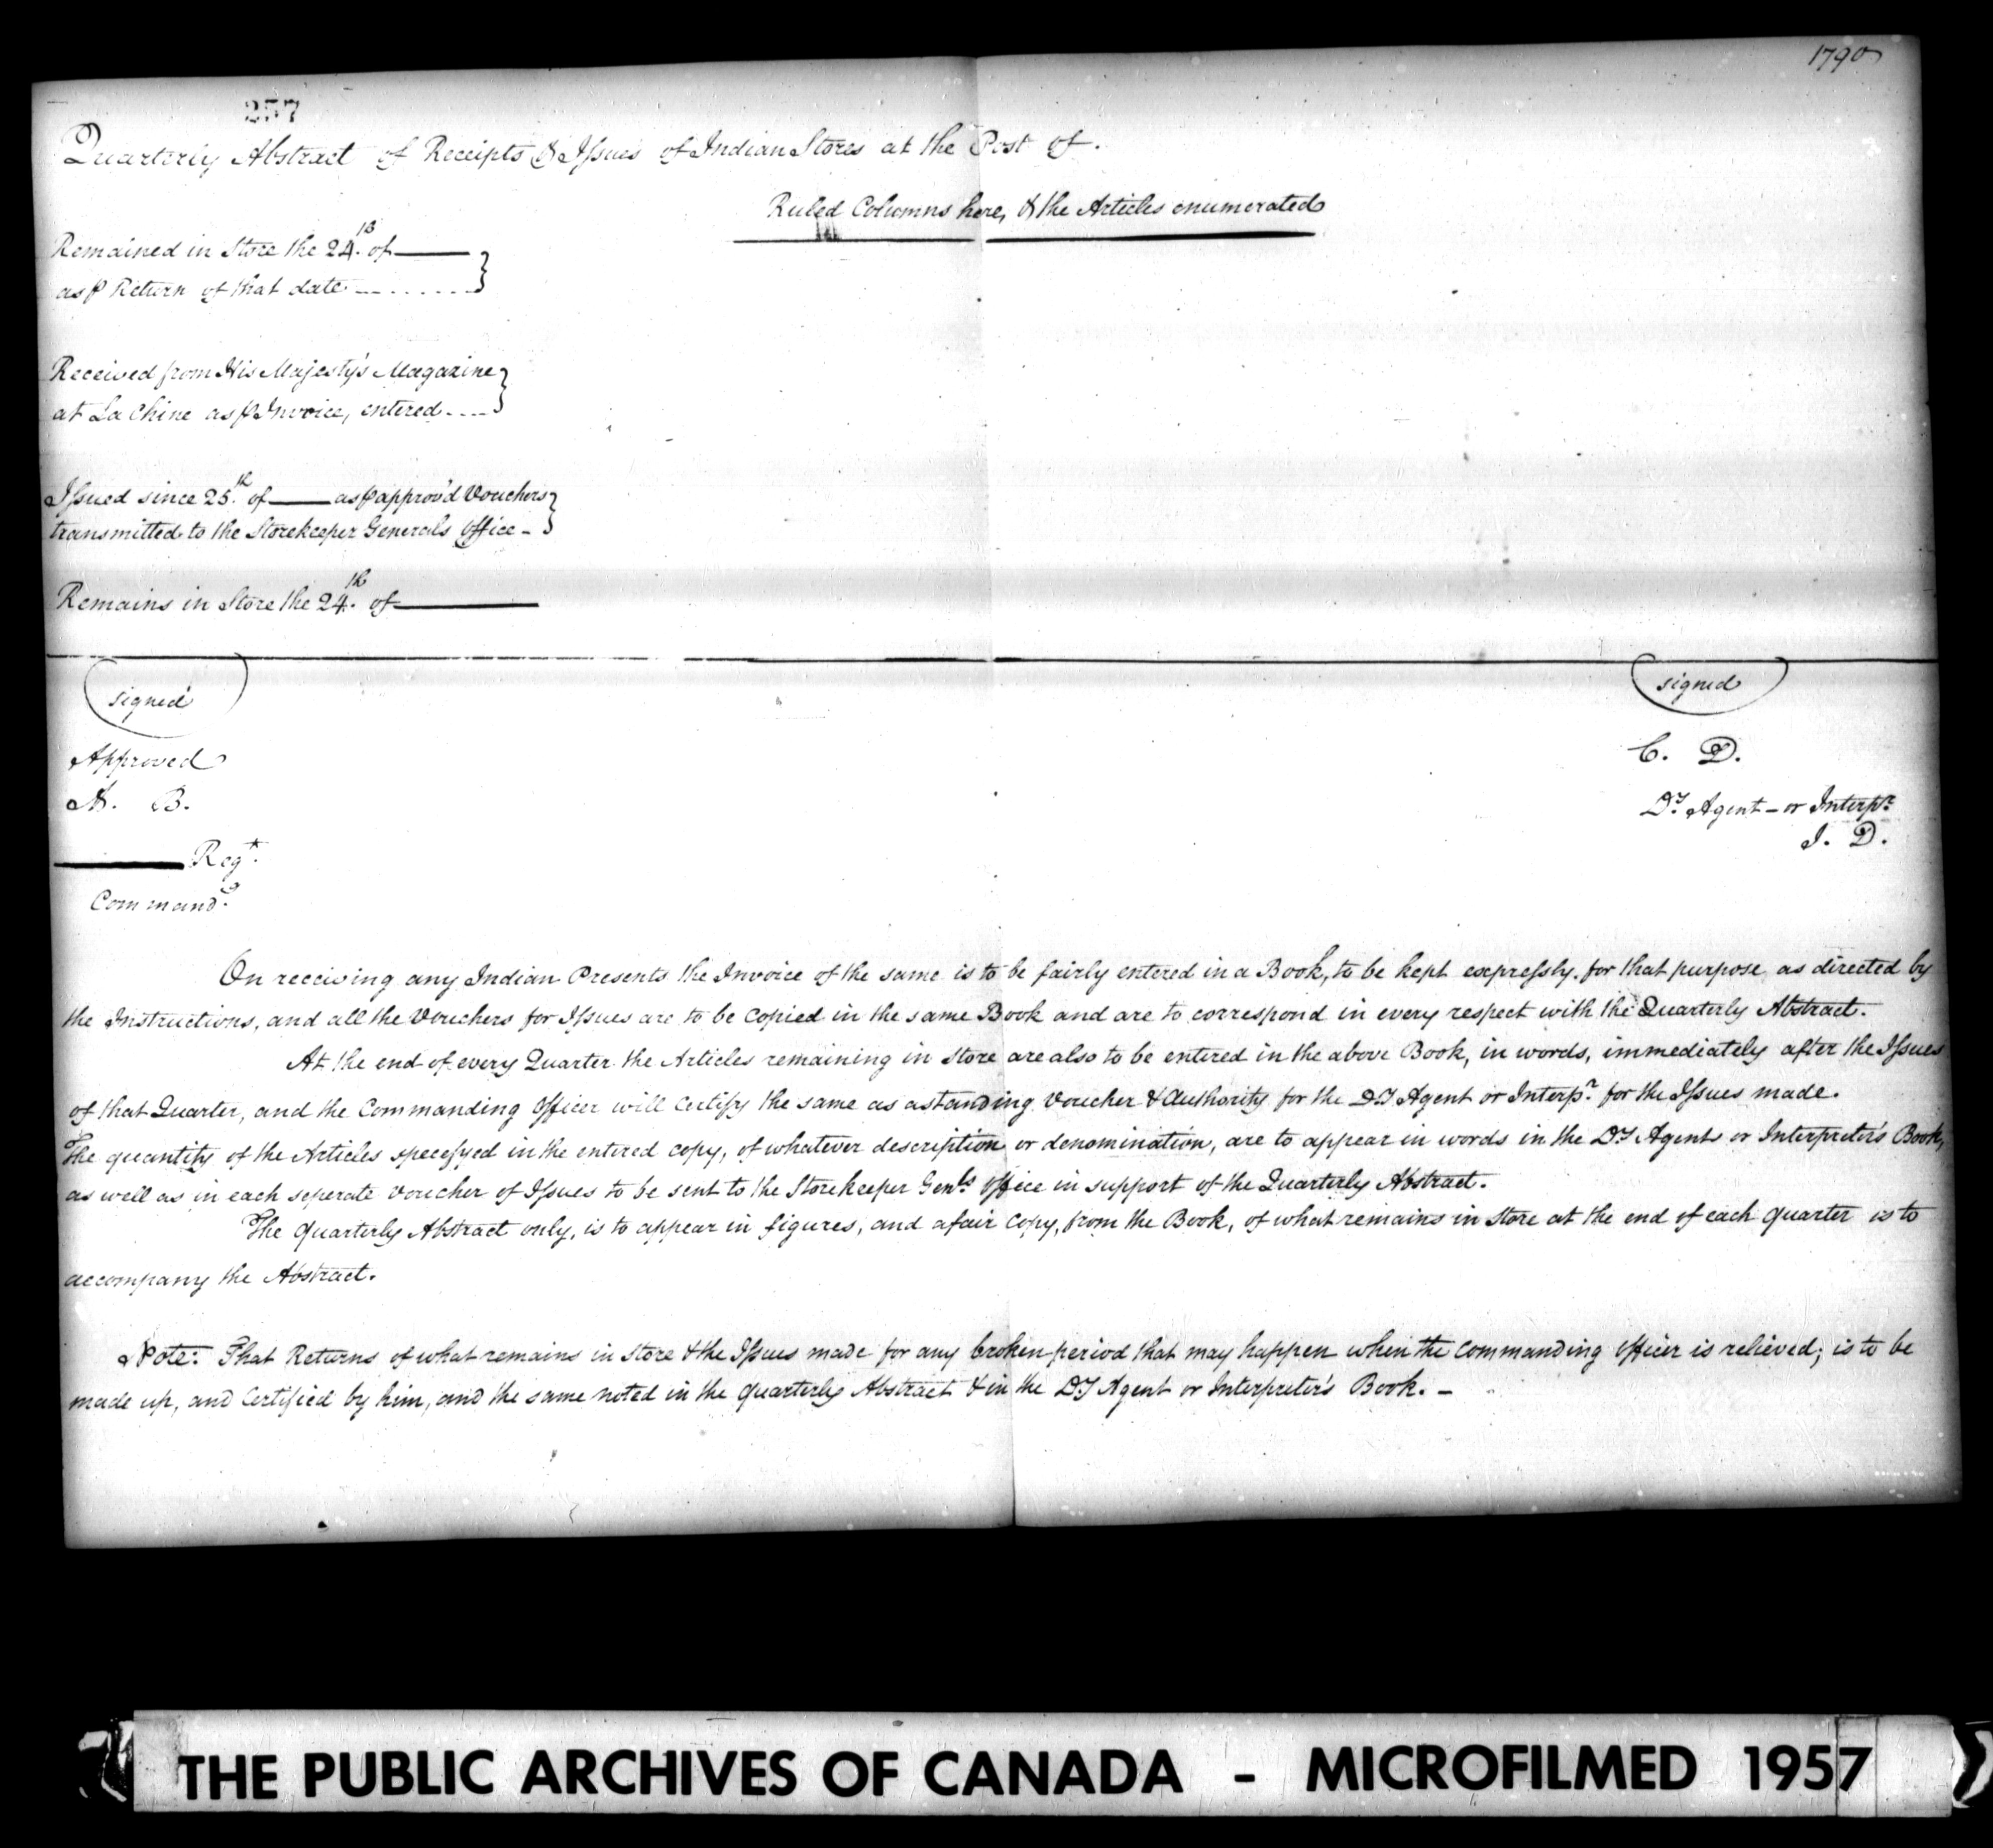 1790
257
Quarterly Abstract of Receipts & Issues of Indian Stores at the Post of.
Ruled Columns here, & the Articles enumerated
Remained in Store the 24.th of
as ⅌ Return of that date
Received from His Majesty's Magazine
at La Chine as ⅌ Invoice, entered
Issued since 25.th of as ⅌ approv'd Vouchers
transmitted to the Storekeeper Generals Office -
Remains in Store the 24.th of
signed
signed
Approved
C. D.
A. B.
Dy. Agent - or Interpr.
I. D.
Regt.
Command.g
On receiving any Indian Presents the Invoice of the same is to be fairly entered in a Book, to be kept expressly for that purpose as directed by
the Instructions, and all the Vouchers for Issues are to be copied in the same Book and are to correspond in every respect with the Quarterly Abstract.
At the end of every Quarter the Articles remaining in Store are also to be entered in the above Book, in words, immediately after the Issues
of that Quarter, and the Commanding Officer will certify the same as a standing Voucher & Authority for the Dy Agent or Interpr. for the Issues made.
The quantity of the Articles specefyed in the entered copy, of whatever description or denomination, are to appear in words in the Dy Agents or Interpreter's Book,
as well as in each seperate Voucher of Issues to be sent to the Storekeeper Genls Office in support of the Quarterly Abstract.
The Quarterly Abstract only, is to appear in figures, and a fair Copy, from the Book, of what remains in Store at the end of each quarter is to
accompany the Abstract.
Note: That Returns of what remains in Store & the Issues made for any broken period that may happen when the Commanding Officer is relieved; is to be
made up, and Certified by him, and the same noted in the Quarterly Abstract & in the Dy Agent or Interpreter's Book. -
THE PUBLIC ARCHIVES OF CANADA - MICROFILMED 1957